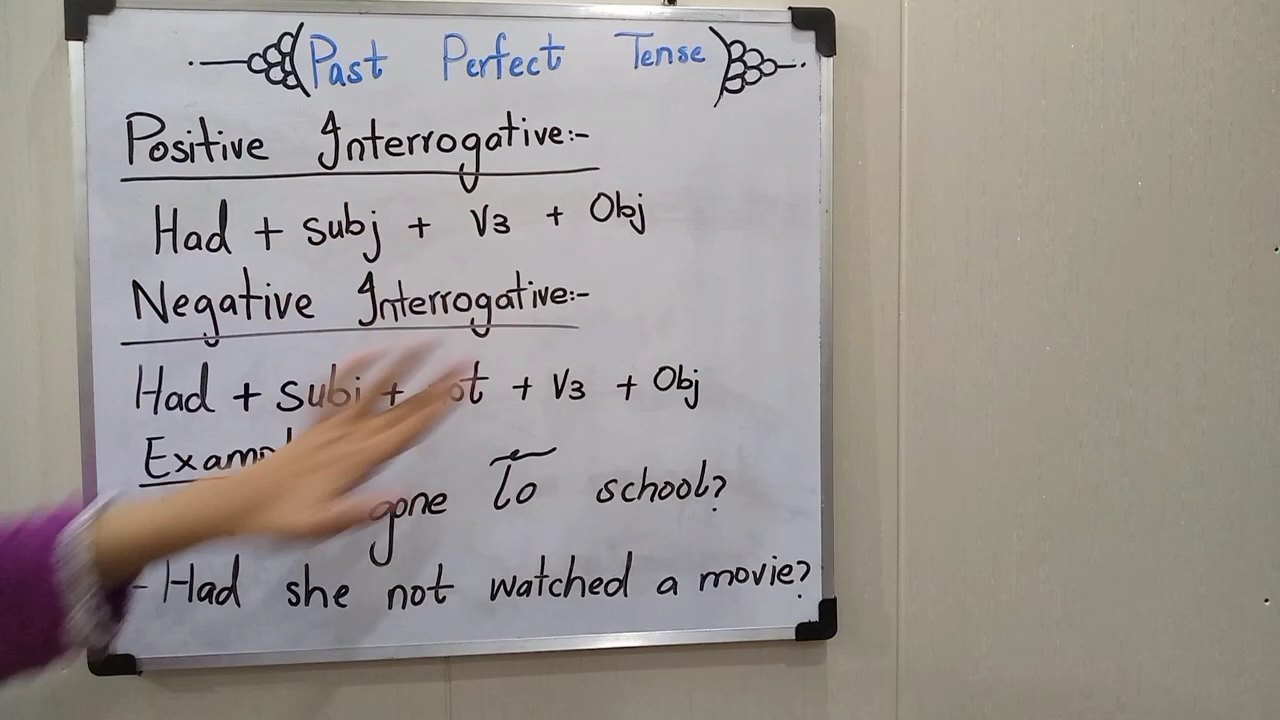 Past Perfect Tense
Positive Interrogative:-
Had + subj + V3 + Obj
Negative Interrogative:-
Had + subj + not + V3 + Obj
gone To school?
- Had she not watched a movie?